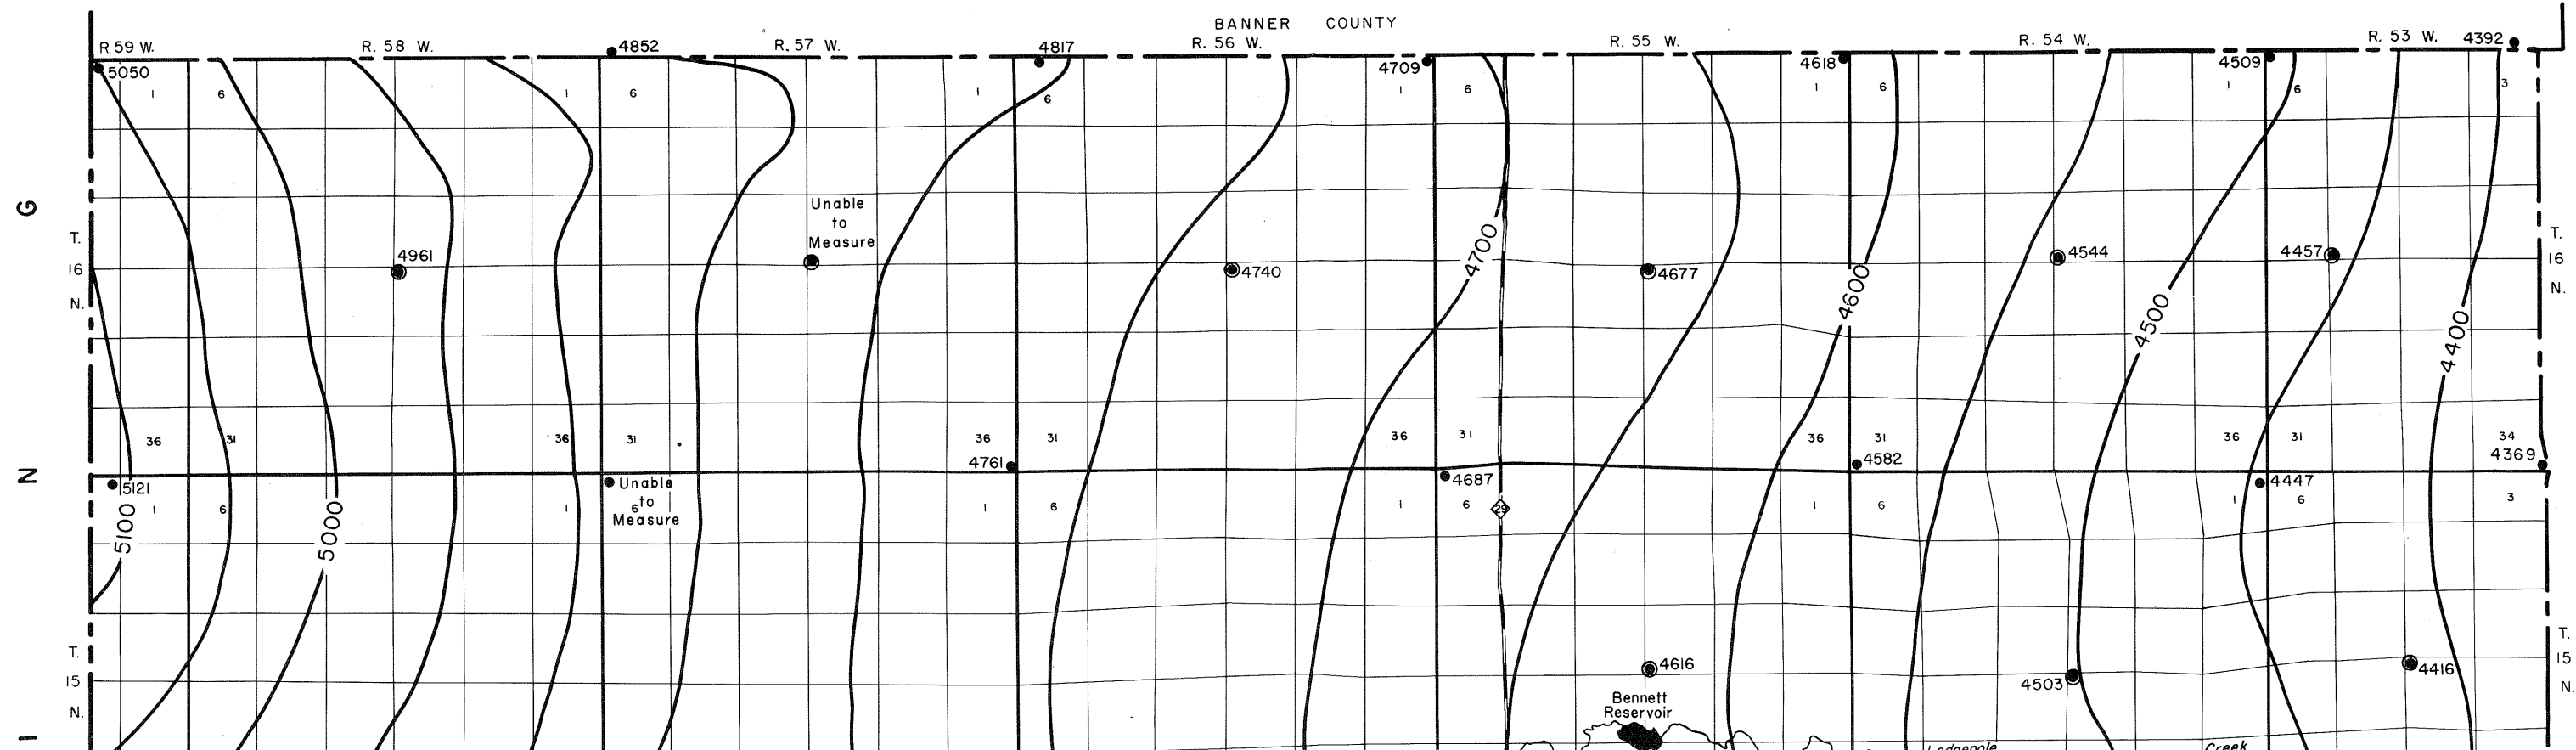 BANNER COUNTY
R. 59 W.
R. 58 W.
4852
R. 57 W.
4817
R. 56 W.
R. 55 W.
R. 54 W.
R. 53 W.
4392
5050
4709
4618
4509
1 6 1 6 1 6 1 6 1 6 1 6 3
G
Unable
to
Measure
T.
16
N.
4961
4740
4700
4677
4600
4544
4500
4457
4400
T.
16
N.
36 31 36 31 36 31 36 31 36 31 36 31 34
4761
4582
4369
N
5121
Unable
to
Measure
4687
4447
1 6 1 6 1 6 1 6 1 6 1 6 3
29
5100
5000
T.
15
N.
4616
4503
4416
T.
15
N.
Bennett
Reservoir
I
Lodgepole Creek